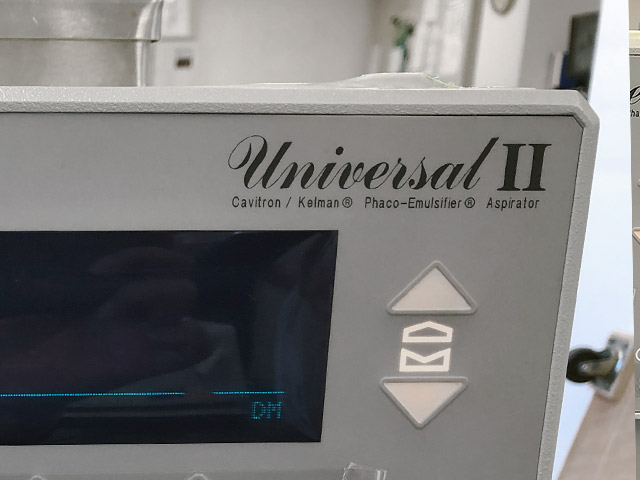 Universal II
Cavitron / Kelman® Phaco-Emulsifier® Aspirator
DM